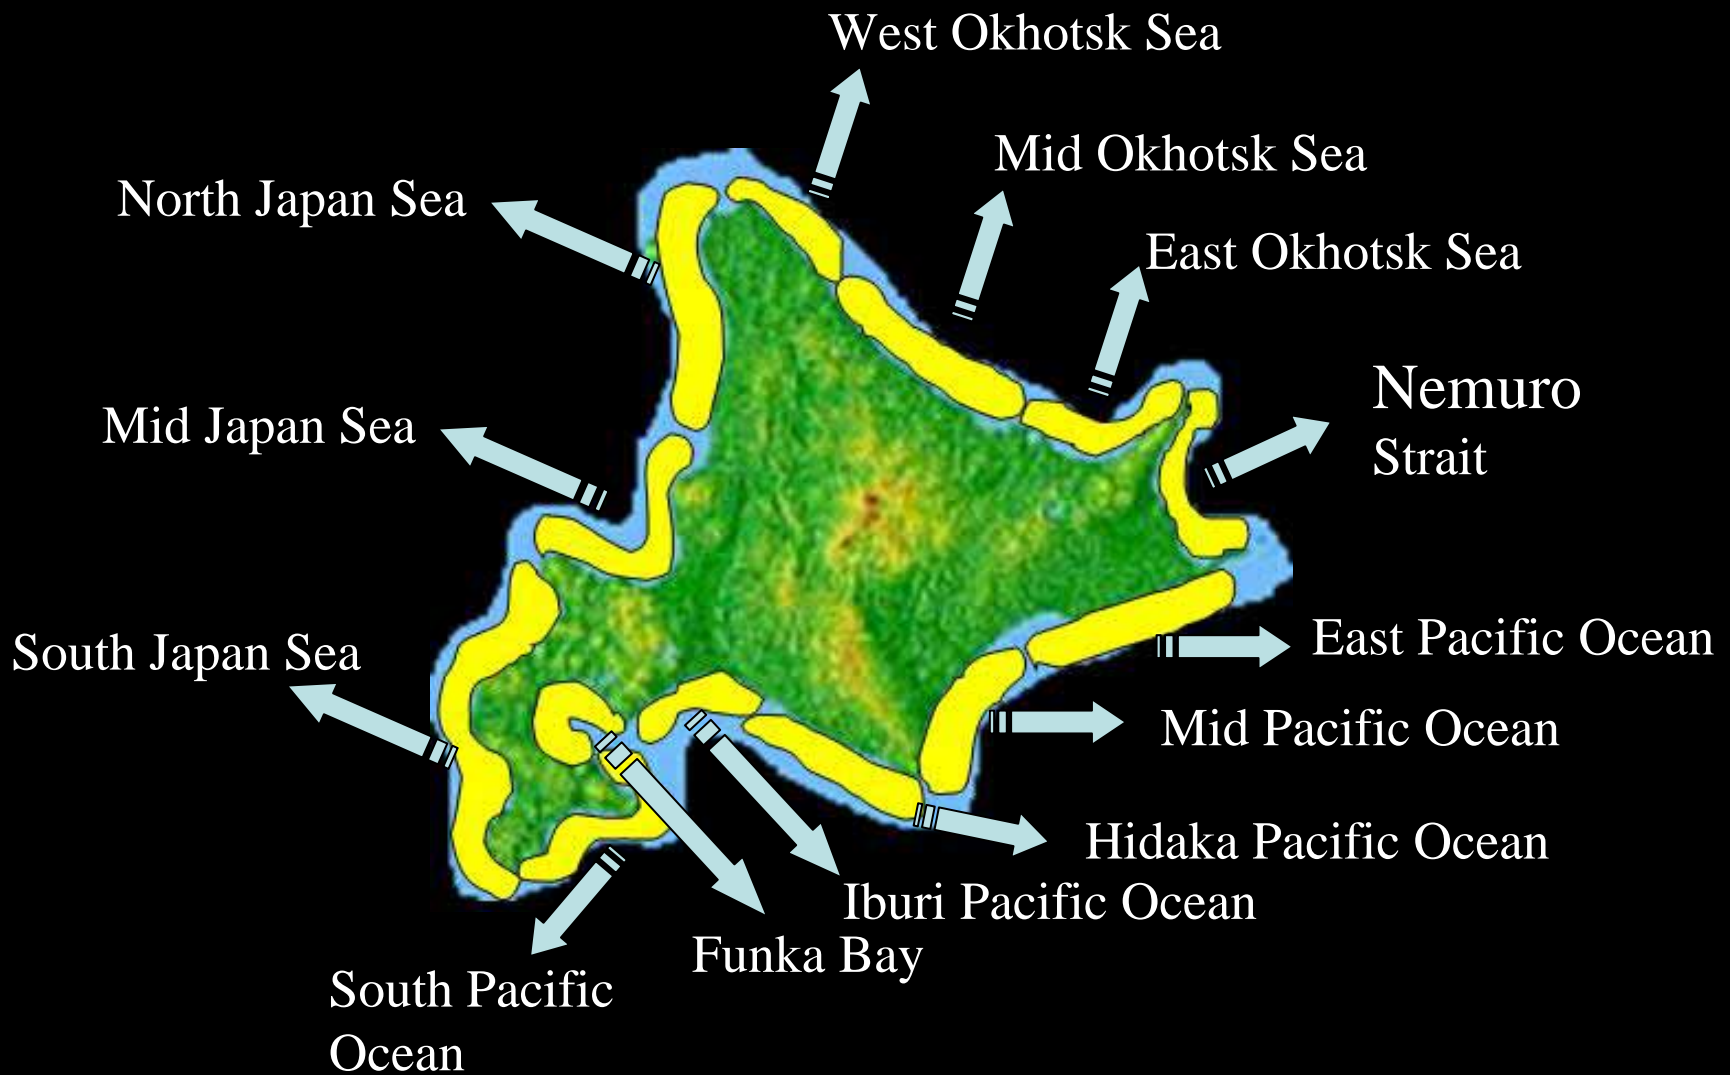 West Okhotsk Sea
Mid Okhotsk Sea
North Japan Sea
East Okhotsk Sea
Nemuro
Strait
Mid Japan Sea
East Pacific Ocean
South Japan Sea
Mid Pacific Ocean
Hidaka Pacific Ocean
Iburi Pacific Ocean
Funka Bay
South Pacific
Ocean